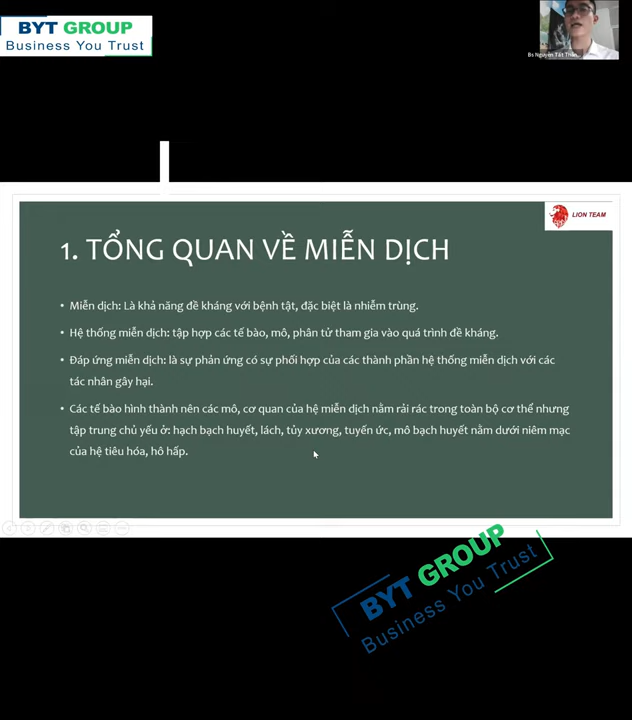 BYT GROUP
Business You Trust
Bs Nguyễn Tất Thắn
LION TEAM
1. TỔNG QUAN VỀ MIỄN DỊCH
• Miễn dịch: Là khả năng đề kháng với bệnh tật, đặc biệt là nhiễm trùng.
• Hệ thống miễn dịch: tập hợp các tế bào, mô, phân tử tham gia vào quá trình đề kháng.
• Đáp ứng miễn dịch: là sự phản ứng có sự phối hợp của các thành phần hệ thống miễn dịch với các
tác nhân gây hại.
• Các tế bào hình thành nên các mô, cơ quan của hệ miễn dịch nằm rải rác trong toàn bộ cơ thể nhưng
tập trung chủ yếu ở: hạch bạch huyết, lách, tủy xương, tuyến ức, mô bạch huyết nằm dưới niêm mạc
của hệ tiêu hóa, hô hấp.
BYT GROUP
Business You Trust